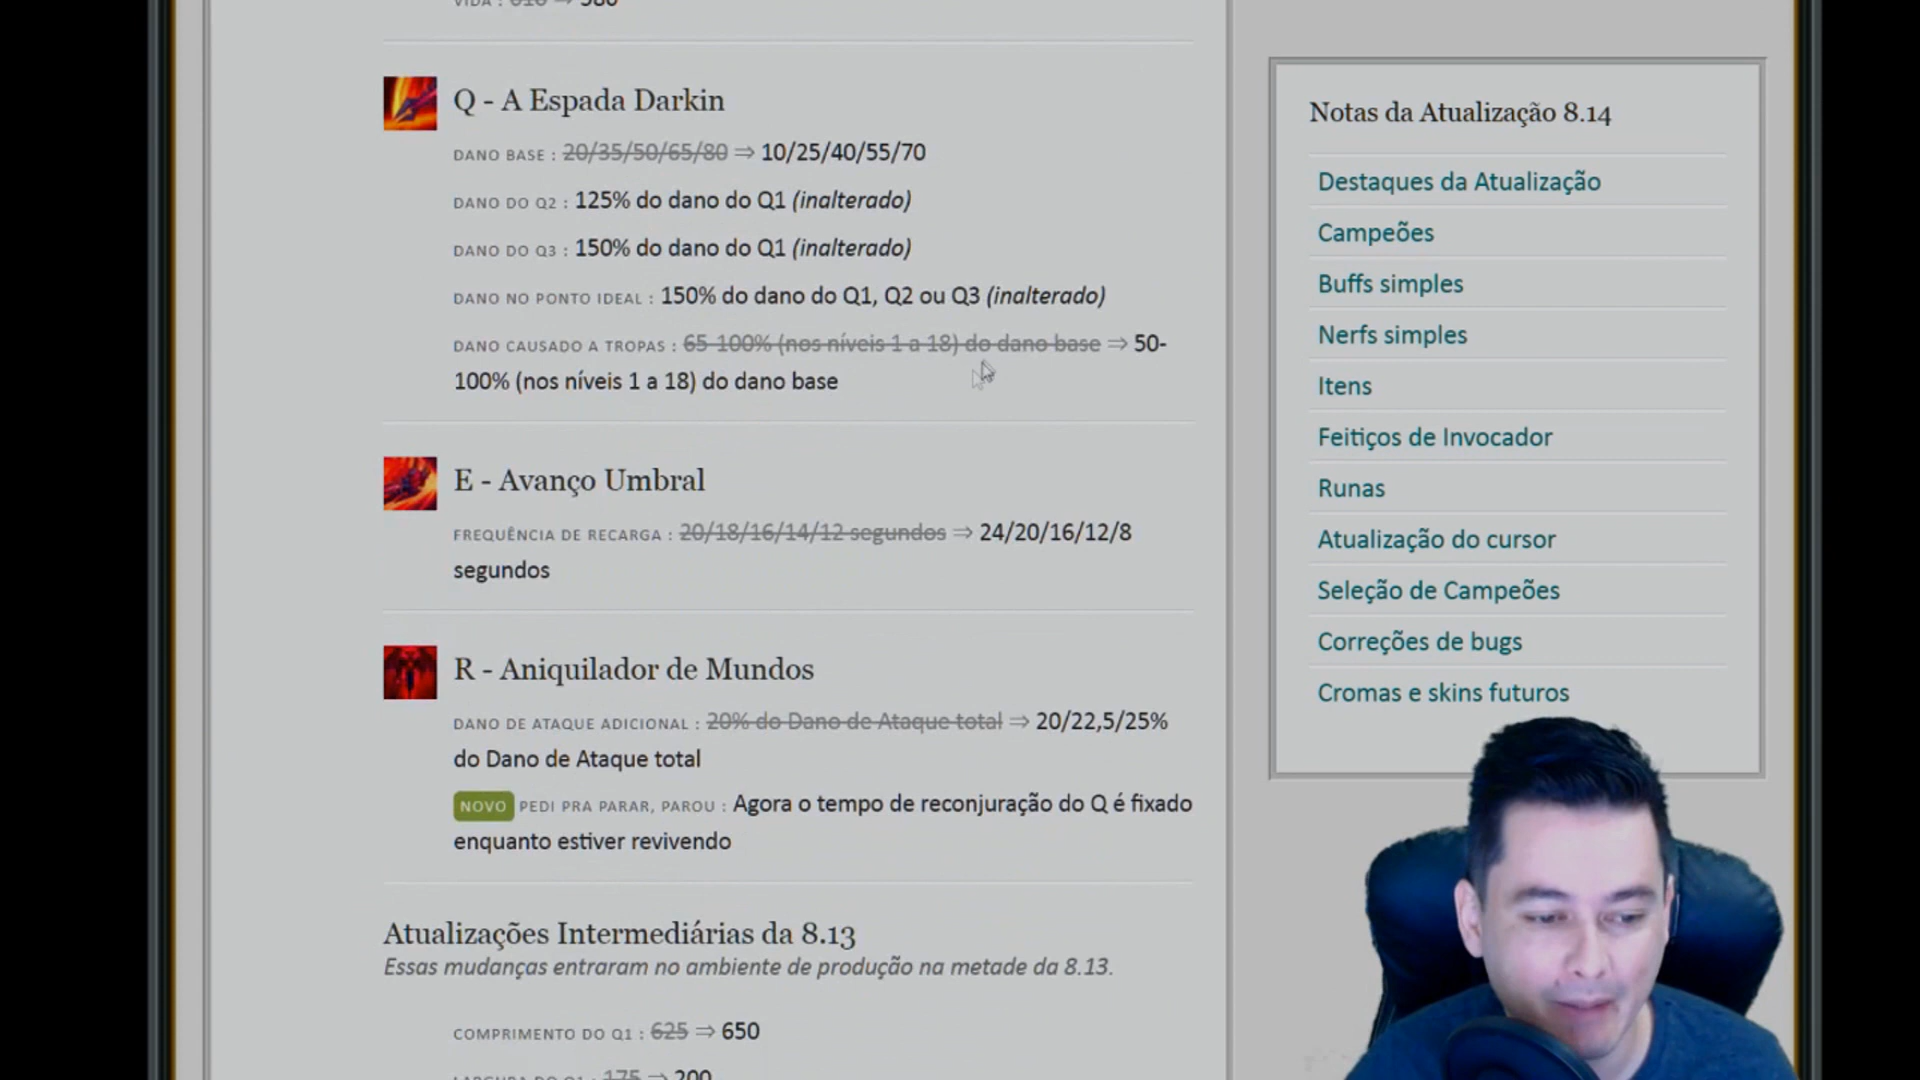 VIDA : 616 ⇒ 580
Q - A Espada Darkin
DANO BASE : 20/35/50/65/80 ⇒ 10/25/40/55/70
DANO DO Q2 : 125% do dano do Q1 (inalterado)
DANO DO Q3 : 150% do dano do Q1 (inalterado)
DANO NO PONTO IDEAL : 150% do dano do Q1, Q2 ou Q3 (inalterado)
DANO CAUSADO A TROPAS : 65-100% (nos níveis 1 a 18) do dano base ⇒ 50-
100% (nos níveis 1 a 18) do dano base
E - Avanço Umbral
FREQUÊNCIA DE RECARGA : 20/18/16/14/12 segundos ⇒ 24/20/16/12/8
segundos
R - Aniquilador de Mundos
DANO DE ATAQUE ADICIONAL : 20% do Dano de Ataque total ⇒ 20/22,5/25%
do Dano de Ataque total
NOVO PEDI PRA PARAR, PAROU : Agora o tempo de reconjuração do Q é fixado
enquanto estiver revivendo
Atualizações Intermediárias da 8.13
Essas mudanças entraram no ambiente de produção na metade da 8.13.
COMPRIMENTO DO Q1 : 625 ⇒ 650
LARGURA DO Q1 : 175 ⇒ 200
Notas da Atualização 8.14
Destaques da Atualização
Campeões
Buffs simples
Nerfs simples
Itens
Feitiços de Invocador
Runas
Atualização do cursor
Seleção de Campeões
Correções de bugs
Cromas e skins futuros